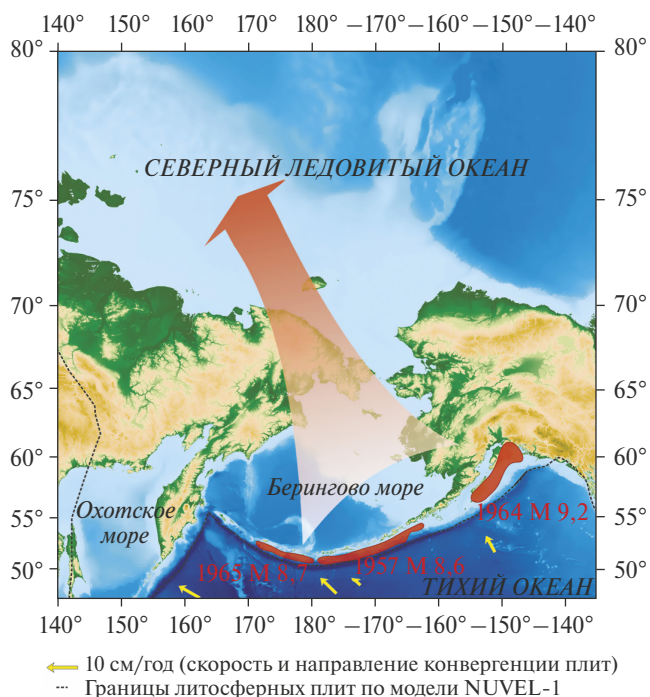 140° 150° 160° 170° 180° −170° −160° −150° −140°
80° 80°
СЕВЕРНЫЙ ЛЕДОВИТЫЙ ОКЕАН
75° 75°
70° 70°
65° 65°
60° 60°
Берингово море
Охотское
море
1964 М 9,2
55° 55°
1965 М 8,7
1957 М 8,6
50° 50°
ТИХИЙ ОКЕАН
140° 150° 160° 170° 180° −170° −160° −150° −140°
10 см/год (скорость и направление конвергенции плит)
Границы литосферных плит по модели NUVEL-1